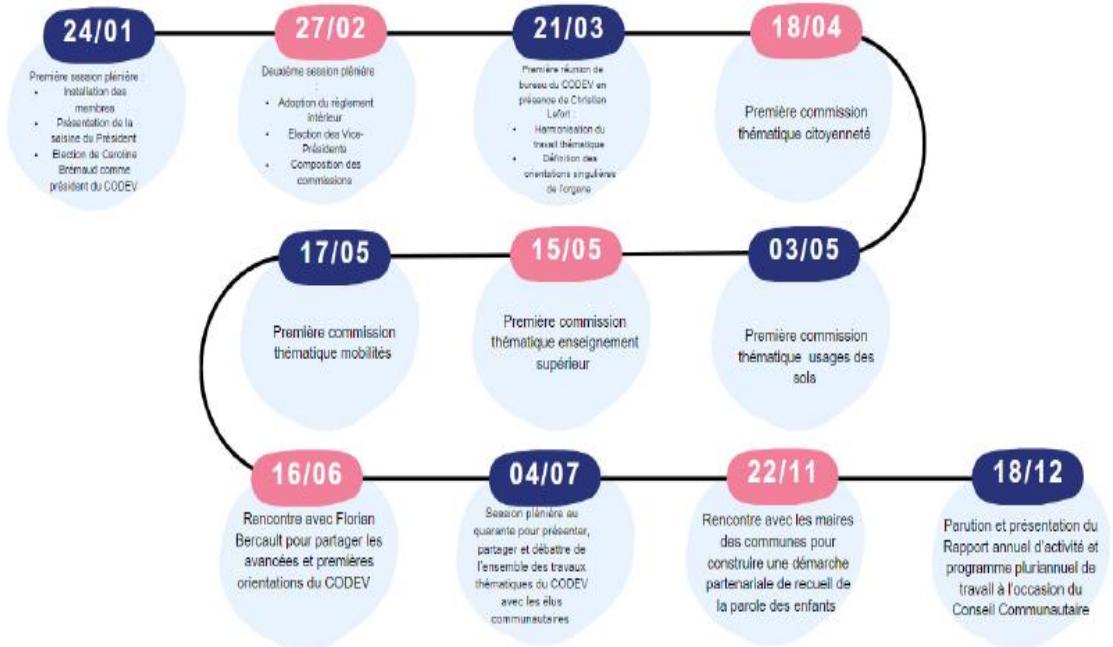 24/01
Première session plénière :
• Installation des
membres
• Présentation de la
saisine du Président
• Election de Caroline
Brémaud comme
président du CODEV
27/02
Deuxième session plénière
:
• Adoption du règlement
intérieur
• Election des Vice-
Présidents
• Composition des
commissions
21/03
Première réunion de
bureau du CODEV en
présence de Christian
Lefort :
• Harmonisation du
travail thématique
• Définition des
orientations singulières
de l'organe
18/04
Première commission
thématique citoyenneté
03/05
Première commission
thématique usages des
sols
15/05
Première commission
thématique enseignement
supérieur
17/05
Première commission
thématique mobilités
16/06
Rencontre avec Florian
Bercault pour partager les
avancées et premières
orientations du CODEV
04/07
Session plénière au
quarante pour présenter,
partager et débattre de
l'ensemble des travaux
thématiques du CODEV
avec les élus
communautaires
22/11
Rencontre avec les maires
des communes pour
construire une démarche
partenariale de recueil de
la parole des enfants
18/12
Parution et présentation du
Rapport annuel d'activité et
programme pluriannuel de
travail à l'occasion du
Conseil Communautaire